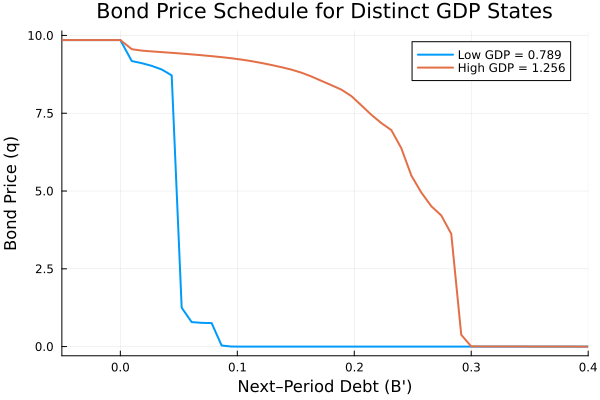 Bond Price Schedule for Distinct GDP States
Bond Price (q)
10.0
7.5
5.0
2.5
0.0
Low GDP = 0.789
High GDP = 1.256
0.0 0.1 0.2 0.3 0.4
Next–Period Debt (B')